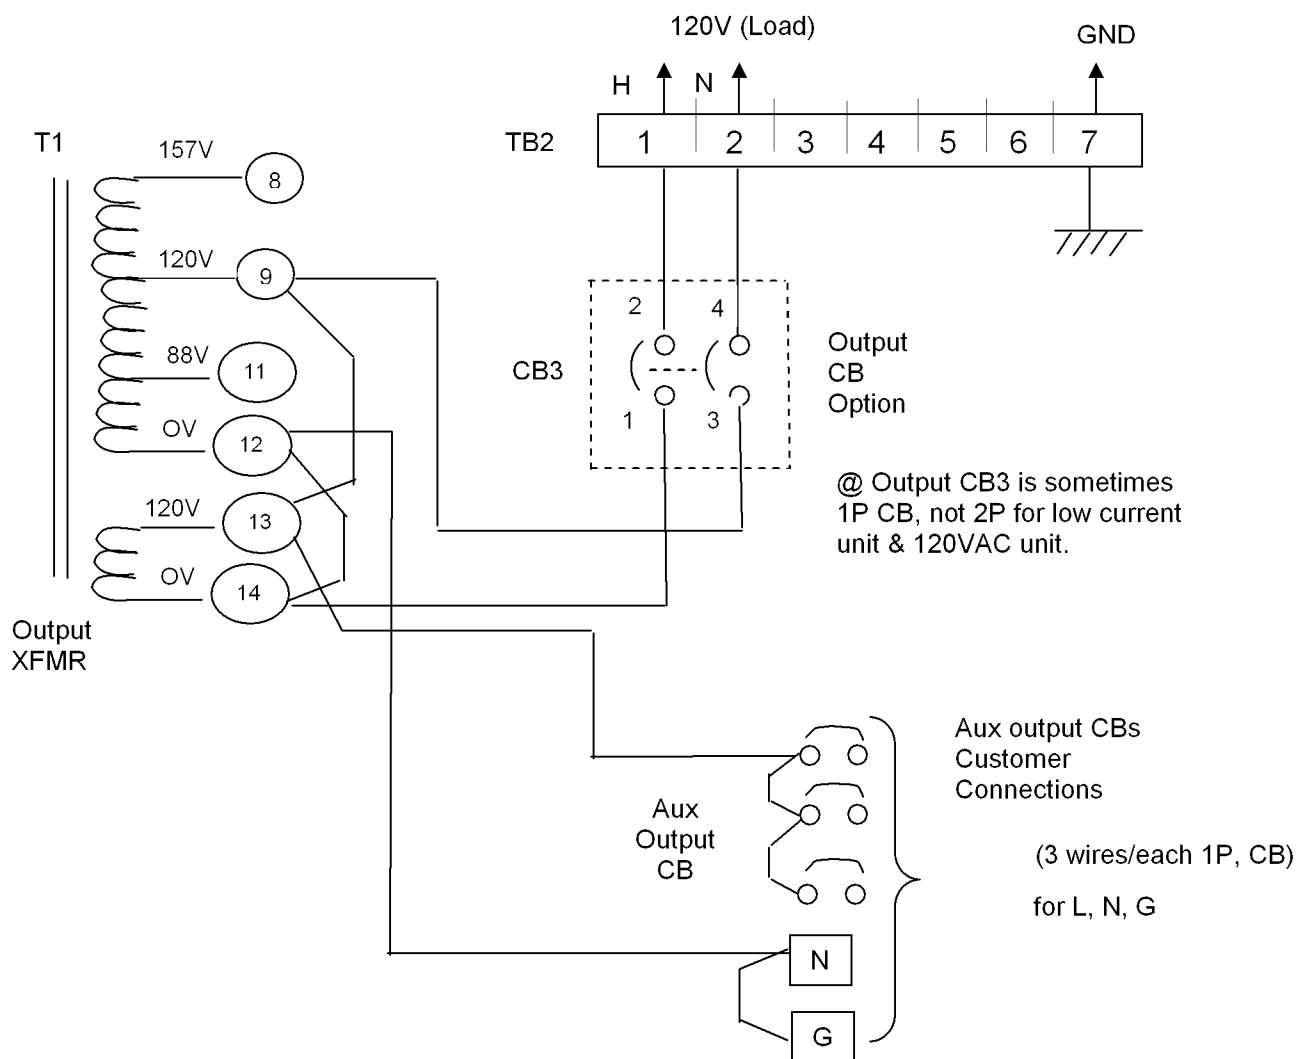 120V (Load)
GND
H N
T1
TB2 1 2 3 4 5 6 7
157V 8
120V 9
2 4
88V 11
CB3
Output
CB
Option
1 3
OV 12
@ Output CB3 is sometimes
1P CB, not 2P for low current
unit & 120VAC unit.
120V 13
OV 14
Output
XFMR
Aux output CBs
Customer
Connections
Aux
Output
CB
(3 wires/each 1P, CB)
for L, N, G
N
G